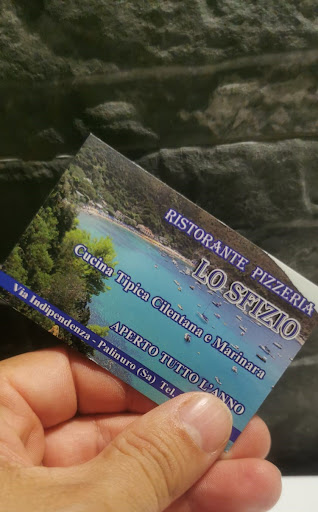 RISTORANTE PIZZERIA
LO SFIZIO
Cucina Tipica Cilentana e Marinara
APERTO TUTTO L'ANNO
Via Indipendenza - Palinuro (Sa) Tel.